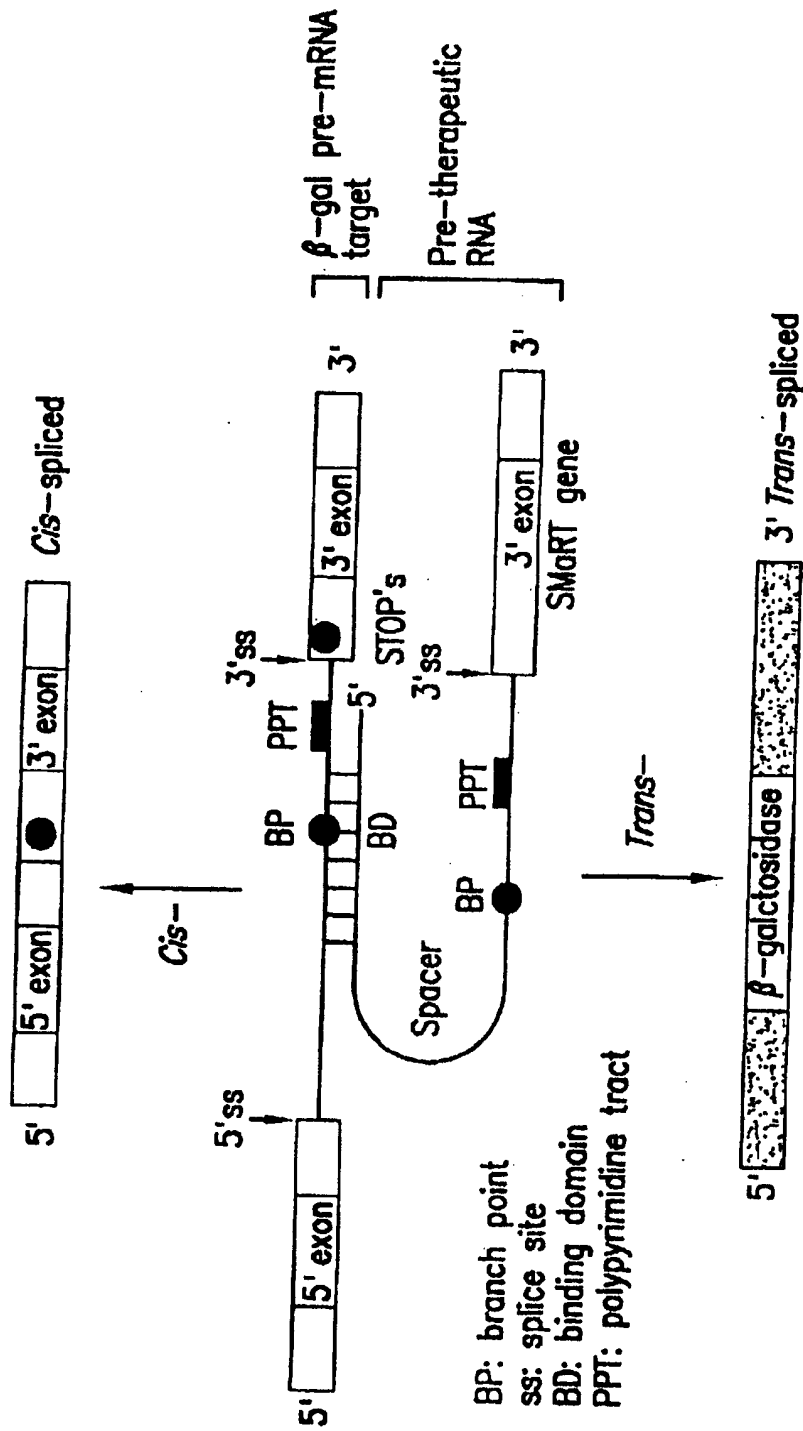 5'
5' exon
3' exon
Cis-spliced
Cis-
5'
5' exon
5'ss
BP
PPT
3'ss
3' exon
3'
STOP's
BD
5'
β-gal pre-mRNA
target
Pre-therapeutic
RNA
Spacer
BP
PPT
3'ss
3' exon
3'
SMaRT gene
BP: branch point
ss: splice site
BD: binding domain
PPT: polypyrimidine tract
Trans-
5'
β-galctosidase
3' Trans-spliced